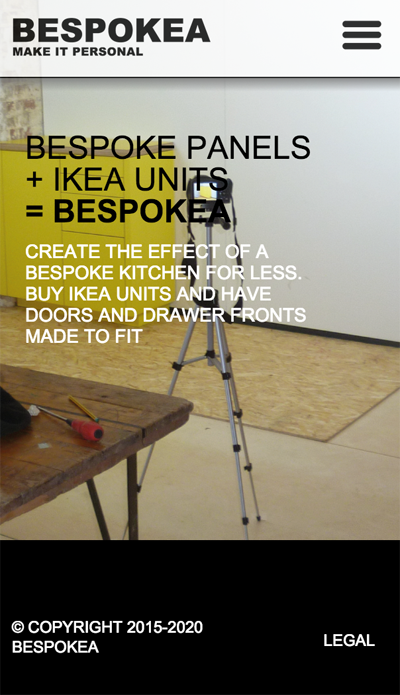 BESPOKEA
MAKE IT PERSONAL
BESPOKE PANELS
+ IKEA UNITS
= BESPOKEA
CREATE THE EFFECT OF A
BESPOKE KITCHEN FOR LESS.
BUY IKEA UNITS AND HAVE
DOORS AND DRAWER FRONTS
MADE TO FIT
© COPYRIGHT 2015-2020
BESPOKEA
LEGAL